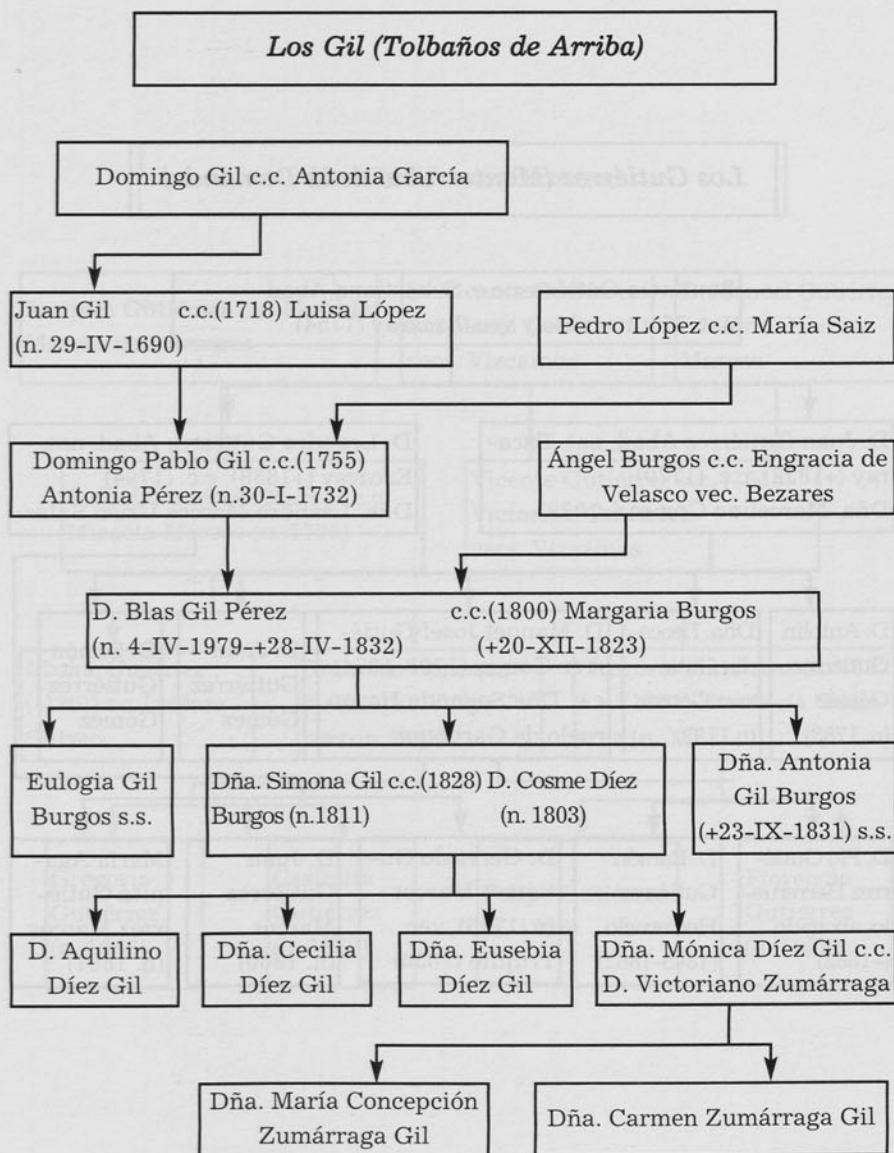 Los Gil (Tolbaños de Arriba)
Domingo Gil c.c. Antonia García
Juan Gil c.c.(1718) Luisa López
(n. 29-IV-1690)
Pedro López c.c. María Saiz
Domingo Pablo Gil c.c.(1755)
Antonia Pérez (n.30-I-1732)
Ángel Burgos c.c. Engracia de
Velasco vec. Bezares
D. Blas Gil Pérez c.c.(1800) Margaria Burgos
(n. 4-IV-1979-+28-IV-1832) (+20-XII-1823)
Eulogia Gil
Burgos s.s.
Dña. Simona Gil c.c.(1828) D. Cosme Díez
Burgos (n.1811) (n. 1803)
Dña. Antonia
Gil Burgos
(+23-IX-1831) s.s.
D. Aquilino
Díez Gil
Dña. Cecilia
Díez Gil
Dña. Eusebia
Díez Gil
Dña. Mónica Díez Gil c.c.
D. Victoriano Zumárraga
Dña. María Concepción
Zumárraga Gil
Dña. Carmen Zumárraga Gil